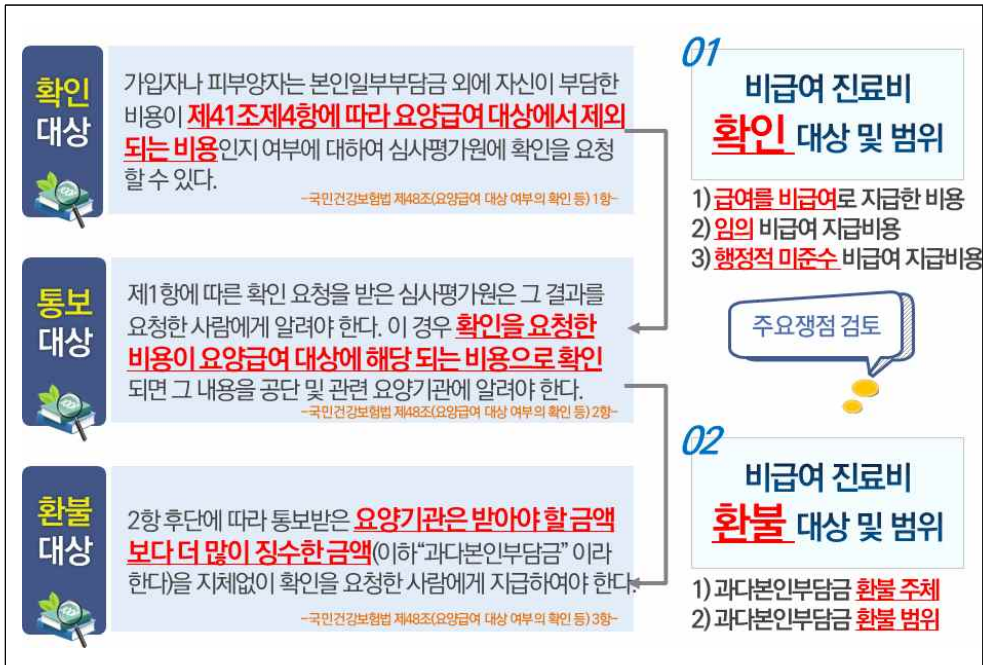 확인
대상
가입자나 피부양자는 본인일부부담금 외에 자신이 부담한
비용이 제41조제4항에 따라 요양급여 대상에서 제외
되는 비용인지 여부에 대하여 심사평가원에 확인을 요청
할 수 있다.
-국민건강보험법 제48조(요양급여 대상 여부의 확인 등) 1항-
통보
대상
제1항에 따른 확인 요청을 받은 심사평가원은 그 결과를
요청한 사람에게 알려야 한다. 이 경우 확인을 요청한
비용이 요양급여 대상에 해당 되는 비용으로 확인
되면 그 내용을 공단 및 관련 요양기관에 알려야 한다.
-국민건강보험법 제48조(요양급여 대상 여부의 확인 등) 2항-
환불
대상
2항 후단에 따라 통보받은 요양기관은 받아야 할 금액
보다 더 많이 징수한 금액(이하“과다본인부담금” 이라
한다)을 지체없이 확인을 요청한 사람에게 지급하여야 한다.
-국민건강보험법 제48조(요양급여 대상 여부의 확인 등) 3항-
01
비급여 진료비
확인 대상 및 범위
1) 급여를 비급여로 지급한 비용
2) 임의 비급여 지급비용
3) 행정적 미준수 비급여 지급비용
주요쟁점 검토
02
비급여 진료비
환불 대상 및 범위
1) 과다본인부담금 환불 주체
2) 과다본인부담금 환불 범위